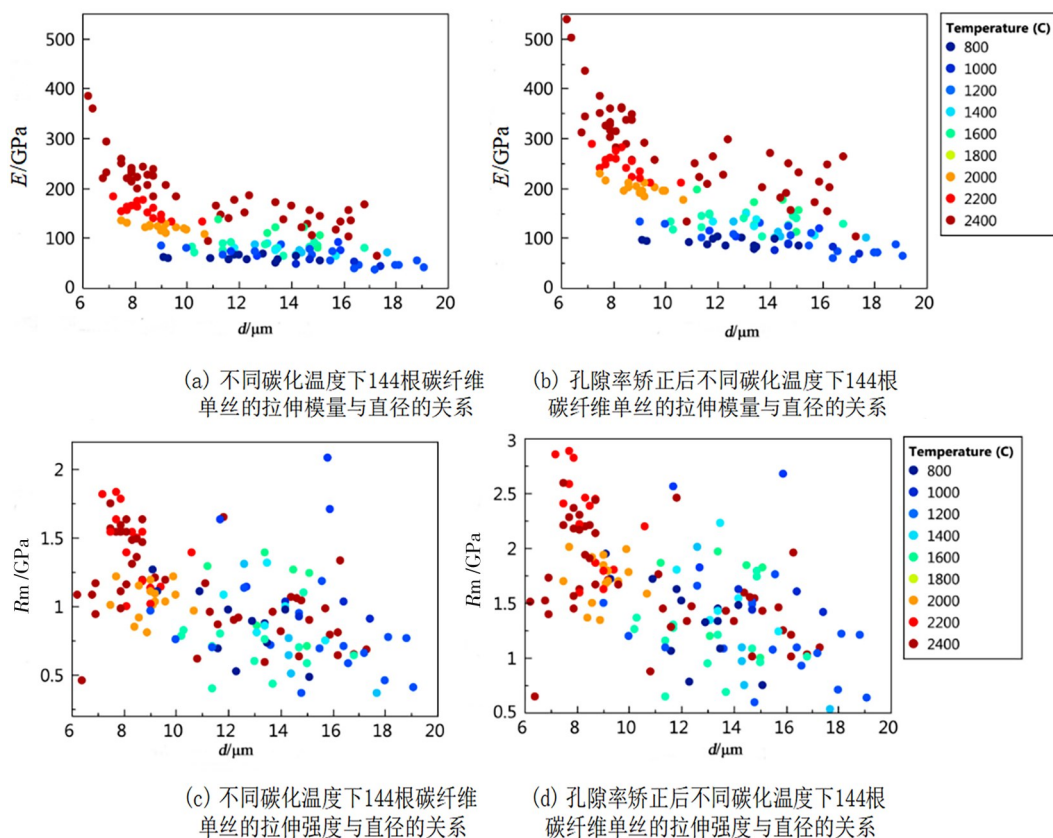 500
400
300
200
100
0
E/GPa
6 8 10 12 14 16 18 20
d/μm
500
400
300
200
100
0
E/GPa
6 8 10 12 14 16 18 20
d/μm
Temperature (C)
800
1000
1200
1400
1600
1800
2000
2200
2400
(a) 不同碳化温度下144根碳纤维
单丝的拉伸模量与直径的关系
(b) 孔隙率矫正后不同碳化温度下144根
碳纤维单丝的拉伸模量与直径的关系
2
1.5
1
0.5
Rm /GPa
6 8 10 12 14 16 18 20
d/μm
3
2.5
2
1.5
1
0.5
Rm /GPa
6 8 10 12 14 16 18 20
d/μm
Temperature (C)
800
1000
1200
1400
1600
1800
2000
2200
2400
(c) 不同碳化温度下144根碳纤维
单丝的拉伸强度与直径的关系
(d) 孔隙率矫正后不同碳化温度下144根
碳纤维单丝的拉伸强度与直径的关系